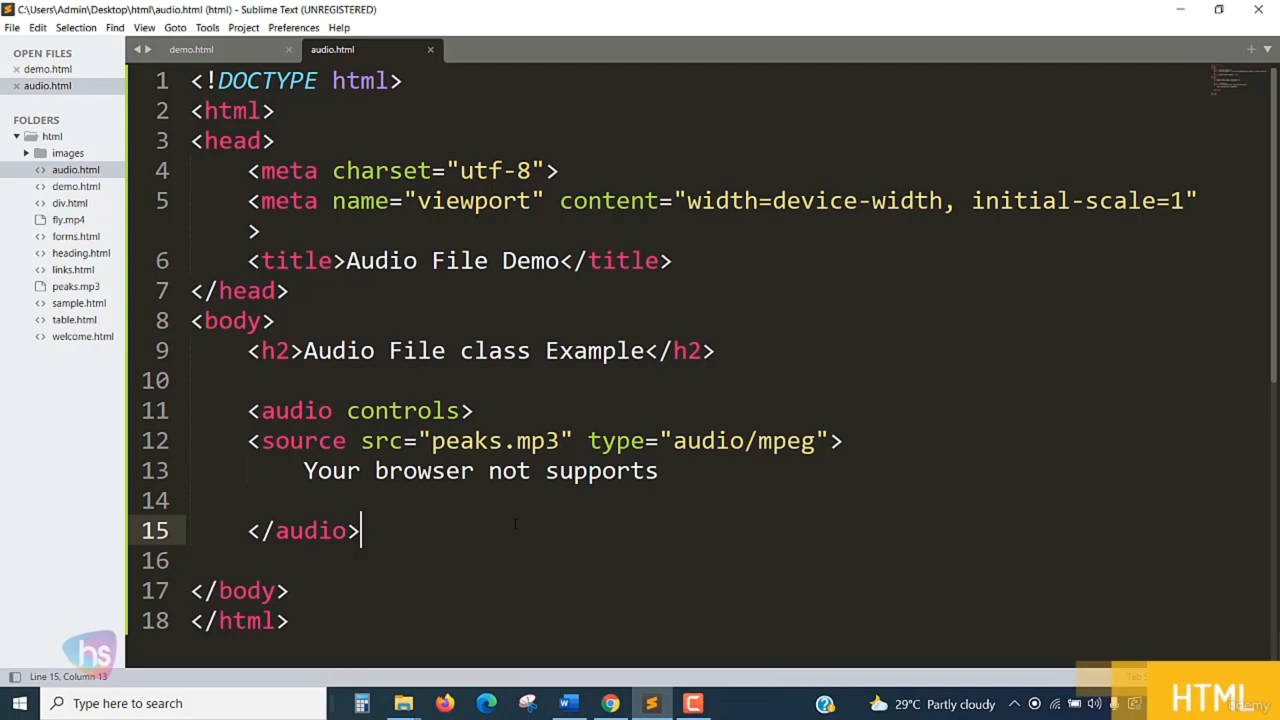 C:\Users\Admin\Desktop\html\audio.html (html) - Sublime Text (UNREGISTERED)
File Edit Selection Find View Goto Tools Project Preferences Help
OPEN FILES
demo.html
audio.html
FOLDERS
html
images
audio.html
demo.html
div.html
fly.mp4
forms.html
heading.html
links.html
peaks.mp3
sample.html
table.html
welcome.html
demo.html audio.html
1 <!DOCTYPE html>
2 <html>
3 <head>
4 <meta charset="utf-8">
5 <meta name="viewport" content="width=device-width, initial-scale=1"
>
6 <title>Audio File Demo</title>
7 </head>
8 <body>
9 <h2>Audio File class Example</h2>
10
11 <audio controls>
12 <source src="peaks.mp3" type="audio/mpeg">
13 Your browser not supports
14
15 </audio>
16
17 </body>
18 </html>
hs
Line 15, Column 13
Type here to search
29°C Partly cloudy
HTML
Udemy